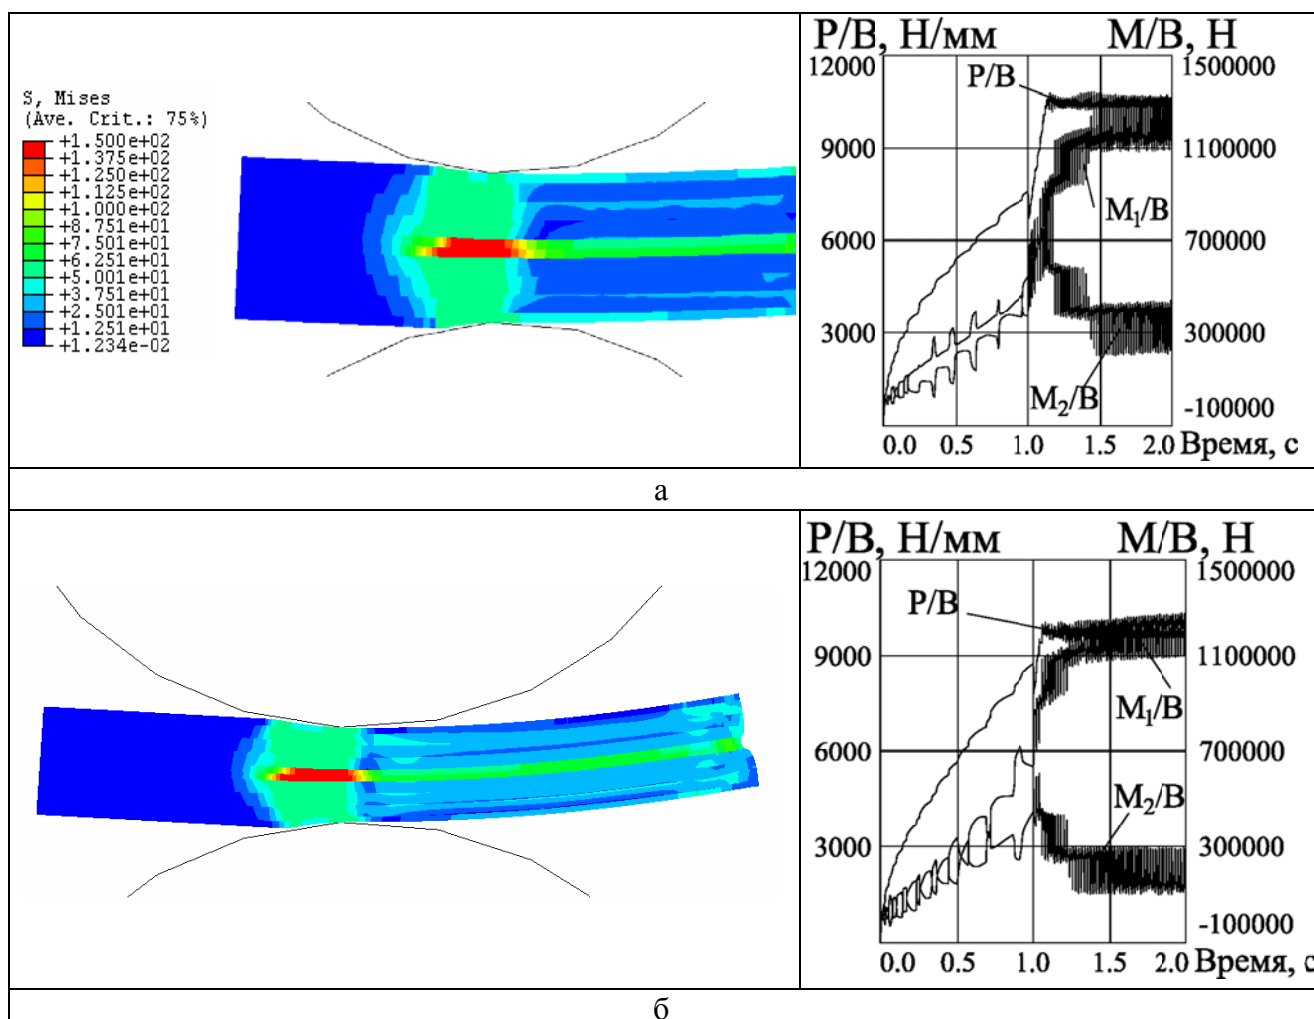 S, Mises
(Ave. Crit.: 75%)
+1.500e+02
+1.375e+02
+1.250e+02
+1.125e+02
+1.000e+02
+8.751e+01
+7.501e+01
+6.251e+01
+5.001e+01
+3.751e+01
+2.501e+01
+1.251e+01
+1.234e-02
P/B, Н/мм M/B, Н
12000 1500000
P/B
9000 1100000
M₁/B
6000 700000
3000 300000
M₂/B
-100000
0.0 0.5 1.0 1.5 2.0 Время, с
а
P/B, Н/мм M/B, Н
12000 1500000
P/B
9000 1100000
M₁/B
6000 700000
M₂/B
3000 300000
-100000
0.0 0.5 1.0 1.5 2.0 Время, с
б